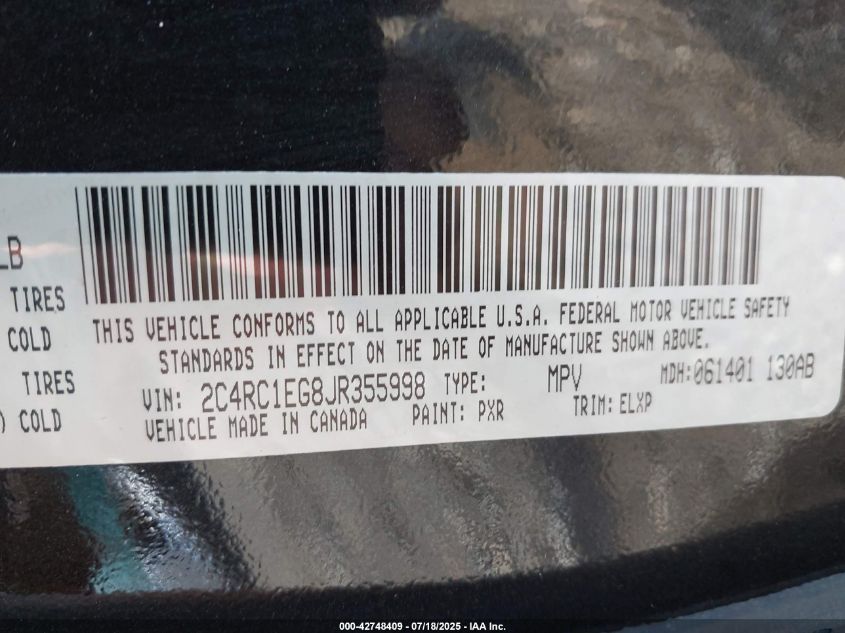 LB
TIRES
COLD
TIRES
) COLD
THIS VEHICLE CONFORMS TO ALL APPLICABLE U.S.A. FEDERAL MOTOR VEHICLE SAFETY
STANDARDS IN EFFECT ON THE DATE OF MANUFACTURE SHOWN ABOVE.
VIN: 2C4RC1EG8JR355998 TYPE: MPV MDH:061401 130AB
VEHICLE MADE IN CANADA PAINT: PXR TRIM: ELXP
000-42748409 - 07/18/2025 - IAA Inc.